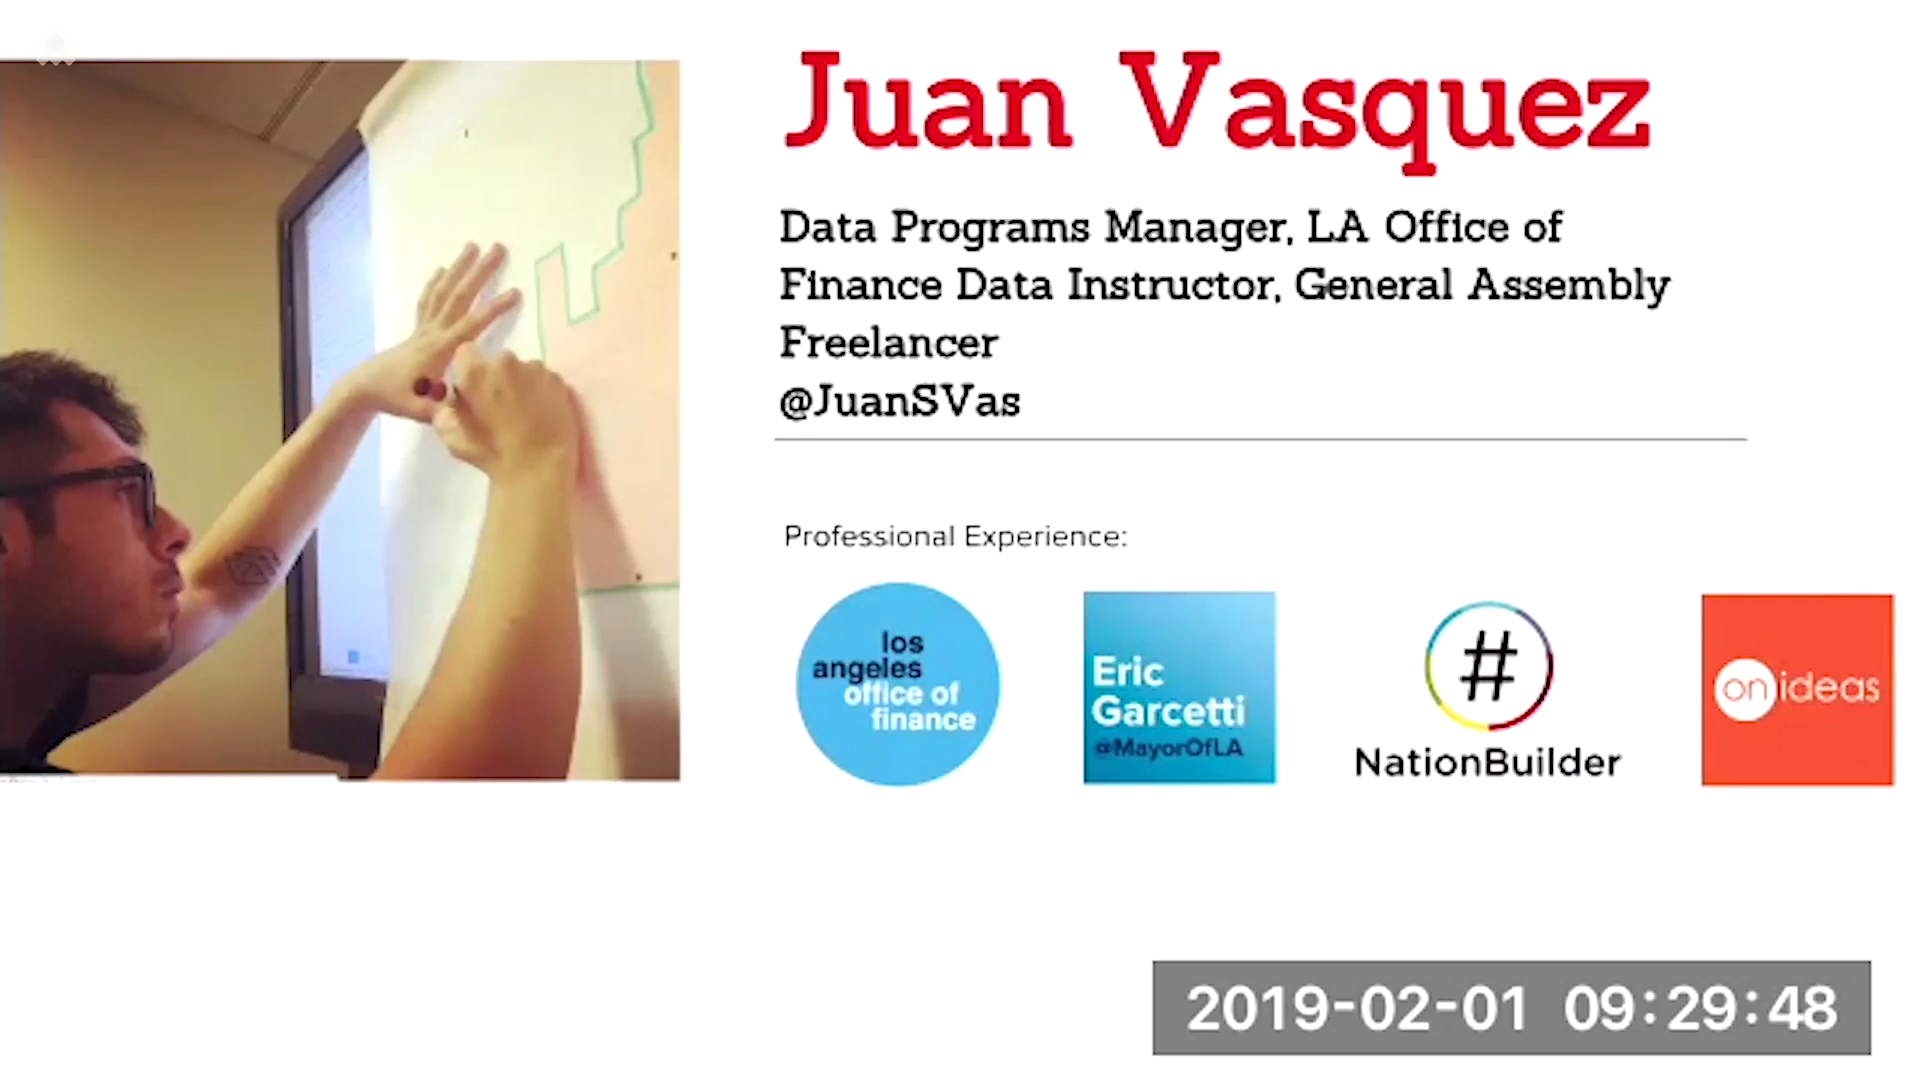 Juan Vasquez
Data Programs Manager, LA Office of
Finance Data Instructor, General Assembly
Freelancer
@JuanSVas
Professional Experience:
los
angeles
office of
finance
Eric
Garcetti
@MayorOfLA
#
NationBuilder
on ideas
2019-02-01 09:29:48